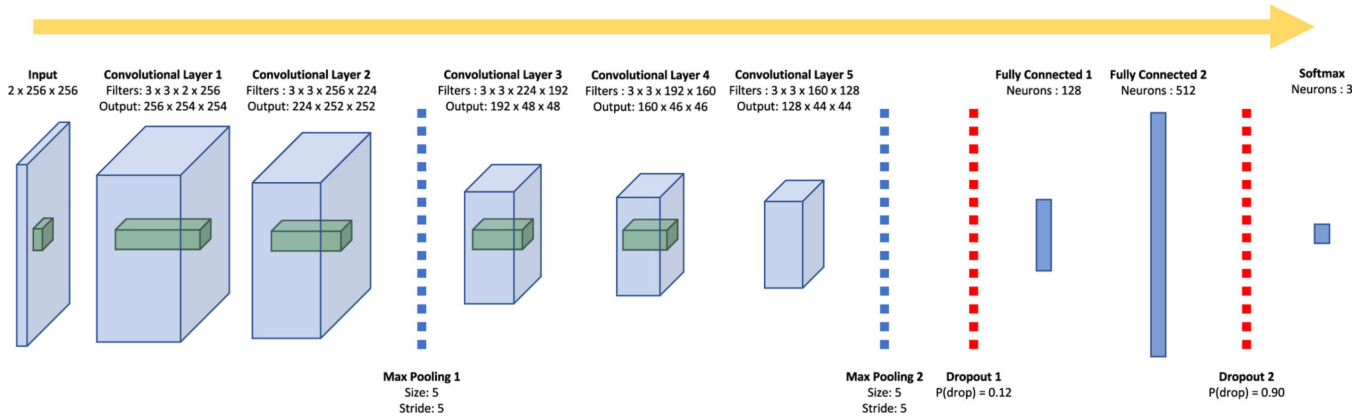 Input
2 x 256 x 256
Convolutional Layer 1
Filters: 3 x 3 x 2 x 256
Output: 256 x 254 x 254
Convolutional Layer 2
Filters : 3 x 3 x 256 x 224
Output: 224 x 252 x 252
Convolutional Layer 3
Filters : 3 x 3 x 224 x 192
Output: 192 x 48 x 48
Convolutional Layer 4
Filters : 3 x 3 x 192 x 160
Output: 160 x 46 x 46
Convolutional Layer 5
Filters : 3 x 3 x 160 x 128
Output: 128 x 44 x 44
Fully Connected 1
Neurons : 128
Fully Connected 2
Neurons : 512
Softmax
Neurons : 3
Max Pooling 1
Size: 5
Stride: 5
Max Pooling 2
Size: 5
Stride: 5
Dropout 1
P(drop) = 0.12
Dropout 2
P(drop) = 0.90